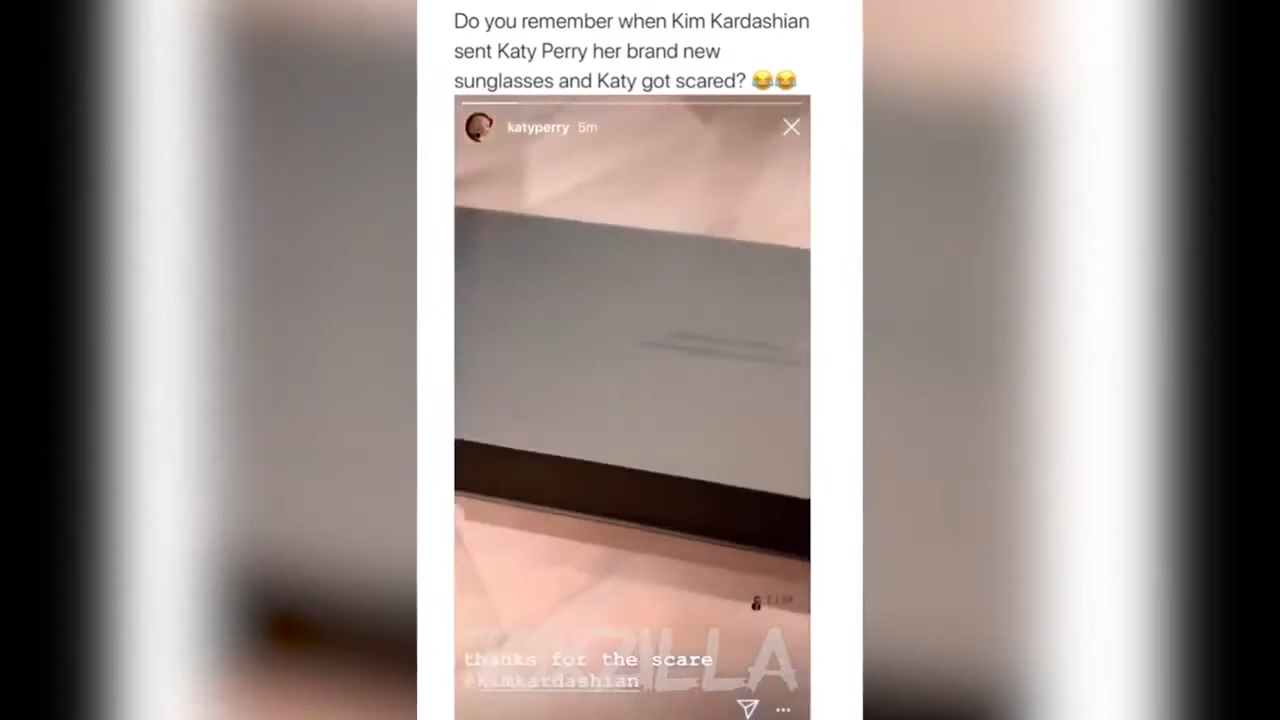 Do you remember when Kim Kardashian
sent Katy Perry her brand new
sunglasses and Katy got scared? 😂😂
katyperry 5m
thanks for the scare
kimkardashian